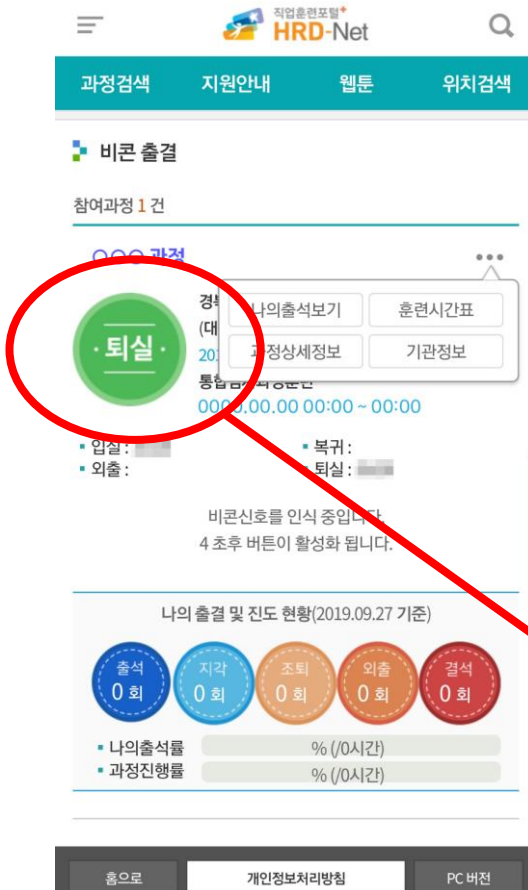 직업훈련포털+
HRD-Net
과정검색 지원안내 웹툰 위치검색
비콘 출결
참여과정 1 건
과정
나의출석보기 훈련시간표
과정상세정보 기관정보
· 퇴실 ·
(대
0000.00.00 00:00 ~ 00:00
입실 : 복귀 :
외출 : 퇴실 :
비콘신호를 인식 중입니다.
4 초후 버튼이 활성화 됩니다.
나의 출결 및 진도 현황(2019.09.27 기준)
출석 지각 조퇴 외출 결석
0 회 0 회 0 회 0 회 0 회
나의출석률 % (/0시간)
과정진행률 % (/0시간)
홈으로 개인정보처리방침 PC 버전